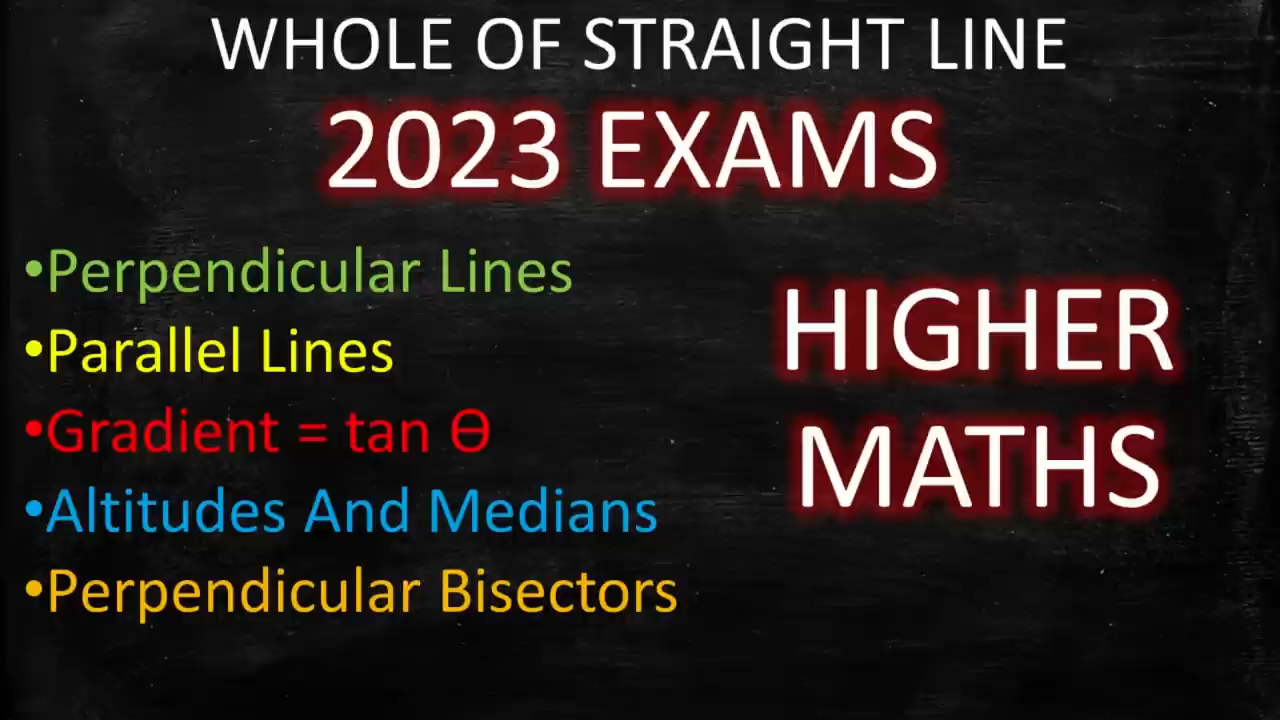 WHOLE OF STRAIGHT LINE
2023 EXAMS
•Perpendicular Lines
•Parallel Lines
•Gradient = tan ϴ
•Altitudes And Medians
•Perpendicular Bisectors
HIGHER
MATHS